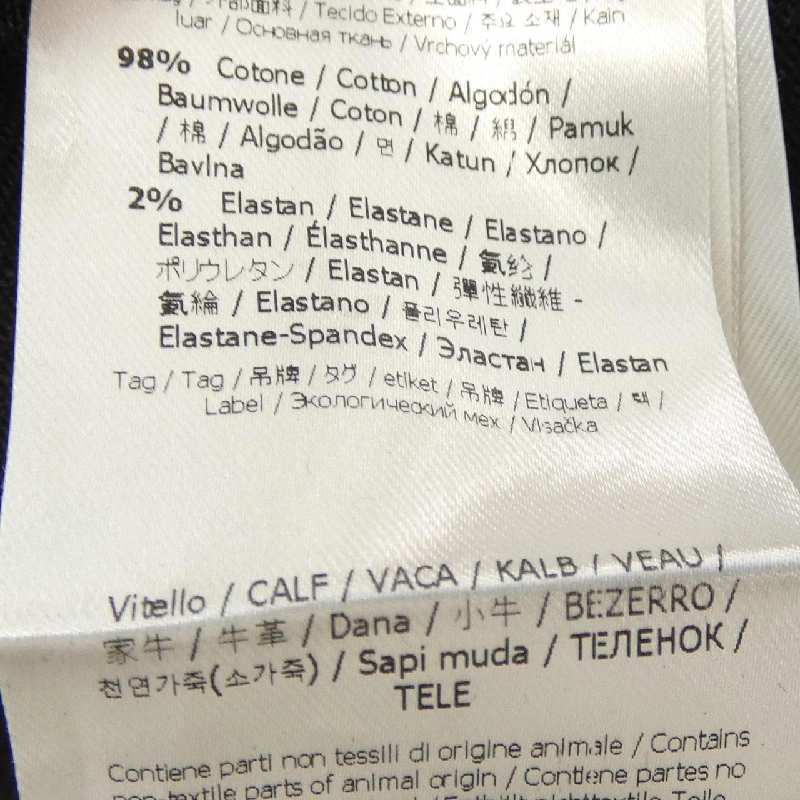 外部面料 / Tecido Externo / 주요 소재 / Kain
luar / Основная ткань / Vrchový materiál
98% Cotone / Cotton / Algodón /
Baumwolle / Coton / 棉 / 綿 / Pamuk
/ 棉 / Algodão / 면 / Katun / Хлопок /
Bavlna
2% Elastan / Elastane / Elastano /
Elasthan / Élasthanne / 氨纶 /
ポリウレタン / Elastan / 彈性纖維 -
氨綸 / Elastano / 폴리우레탄 /
Elastane-Spandex / Эластан / Elastan
Tag / Tag / 吊牌 / タグ / etiket / 吊牌 / Etiqueta / 택 /
Label / Экологический мех / Visačka
Vitello / CALF / VACA / KALB / VEAU /
家牛 / 牛革 / Dana / 小牛 / BEZERRO /
천연가죽(소가죽) / Sapi muda / ТЕЛЕНОК /
TELE
Contiene parti non tessili di origine animale / Contains
non-textile parts of animal origin / Contiene partes no